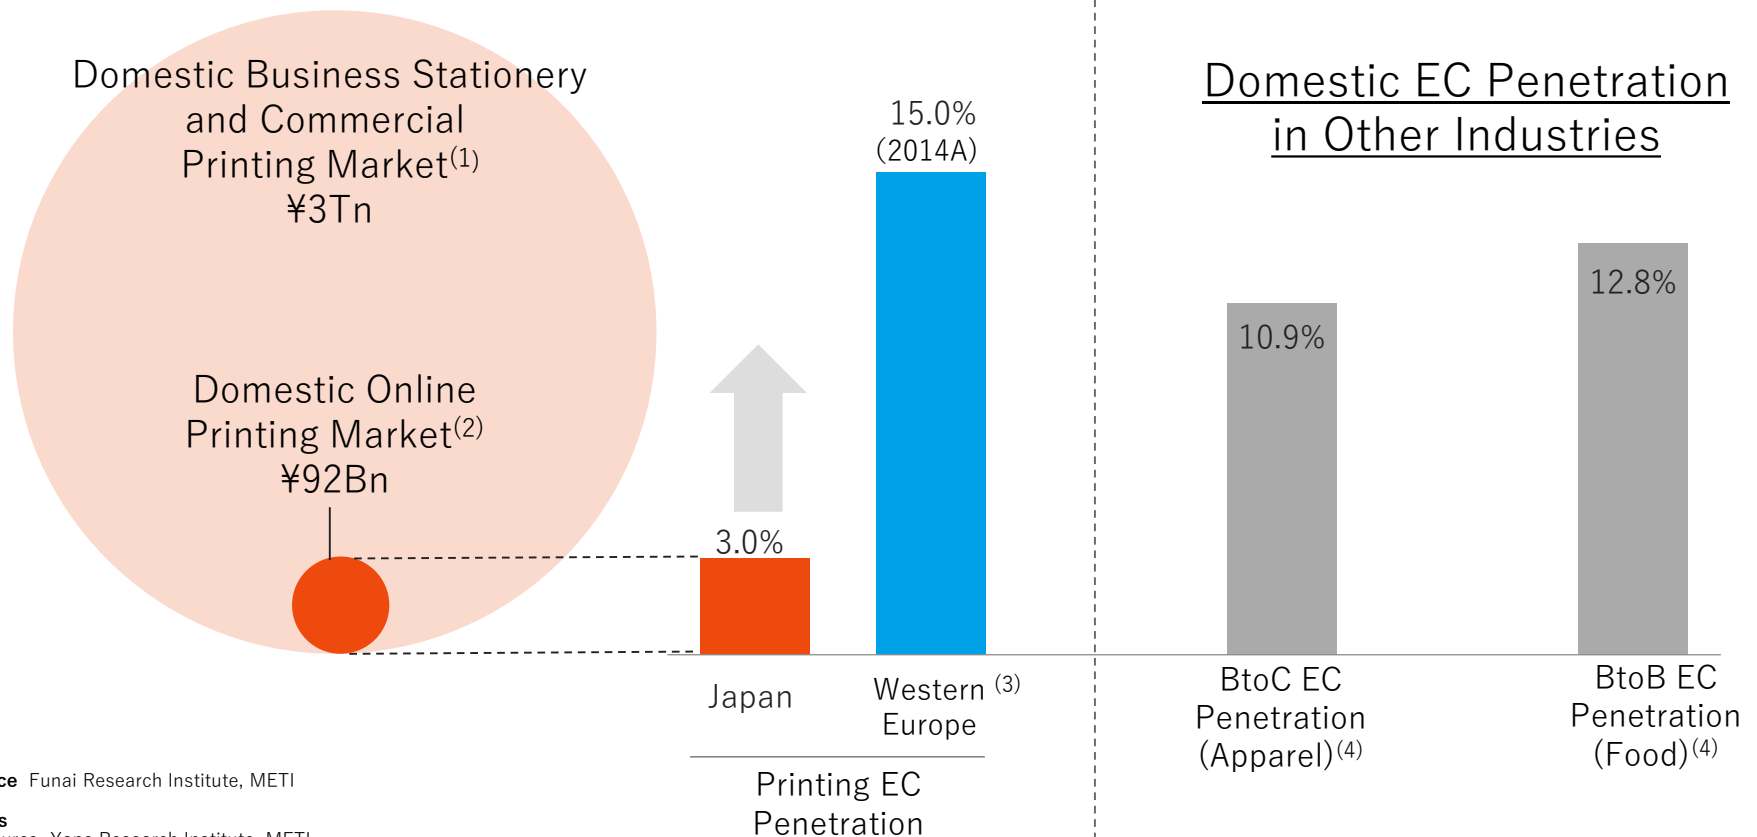 Domestic Business Stationery
and Commercial
Printing Market(1)
¥3Tn
Domestic Online
Printing Market(2)
¥92Bn
3.0%
15.0%
(2014A)
Japan
Western (3)
Europe
Printing EC
Penetration
Domestic EC Penetration
in Other Industries
10.9%
12.8%
BtoC EC
Penetration
(Apparel)(4)
BtoB EC
Penetration
(Food)(4)
Funai Research Institute, METI